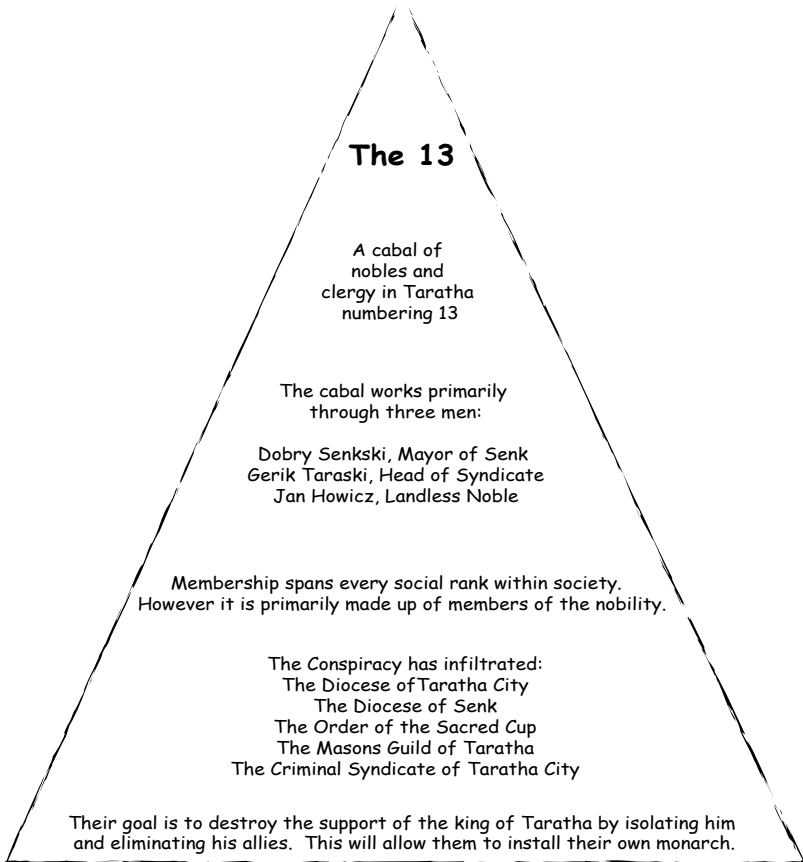 The 13
A cabal of
nobles and
clergy in Taratha
numbering 13
The cabal works primarily
through three men:
Dobry Senkski, Mayor of Senk
Gerik Taraski, Head of Syndicate
Jan Howicz, Landless Noble
Membership spans every social rank within society.
However it is primarily made up of members of the nobility.
The Conspiracy has infiltrated:
The Diocese ofTaratha City
The Diocese of Senk
The Order of the Sacred Cup
The Masons Guild of Taratha
The Criminal Syndicate of Taratha City
Their goal is to destroy the support of the king of Taratha by isolating him
and eliminating his allies.  This will allow them to install their own monarch.